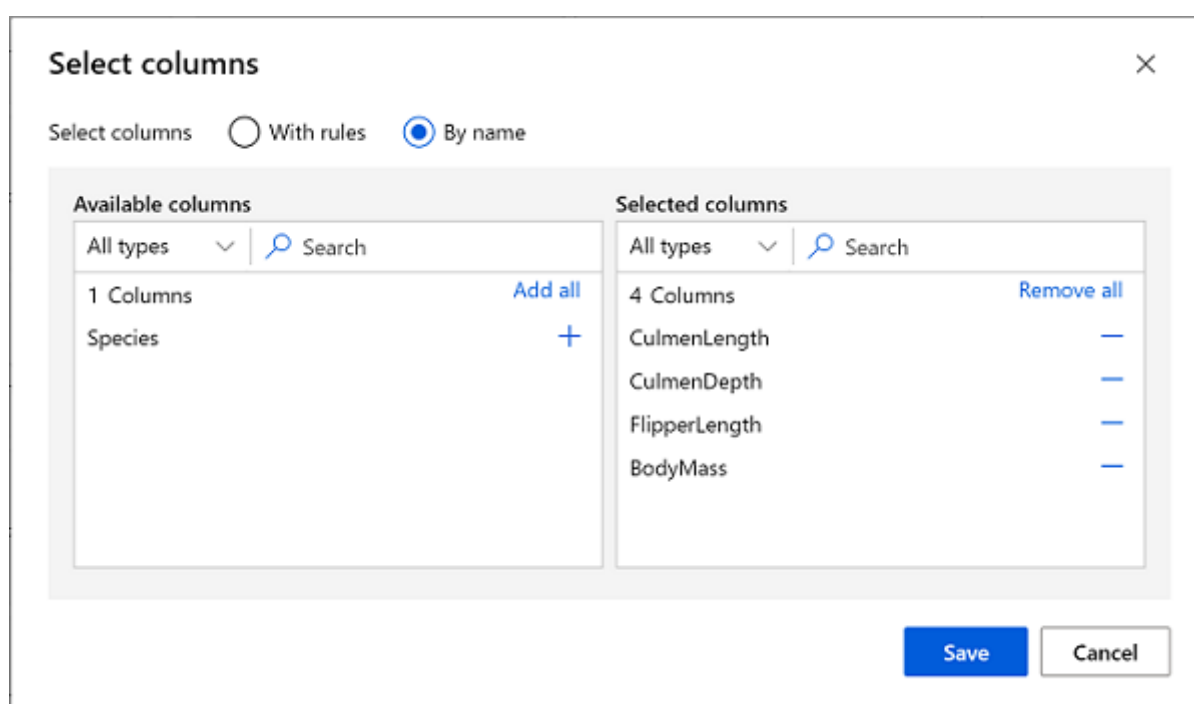 Select columns
Select columns With rules By name
Available columns
All types Search
1 Columns Add all
Species
Selected columns
All types Search
4 Columns Remove all
CulmenLength
CulmenDepth
FlipperLength
BodyMass
Save Cancel